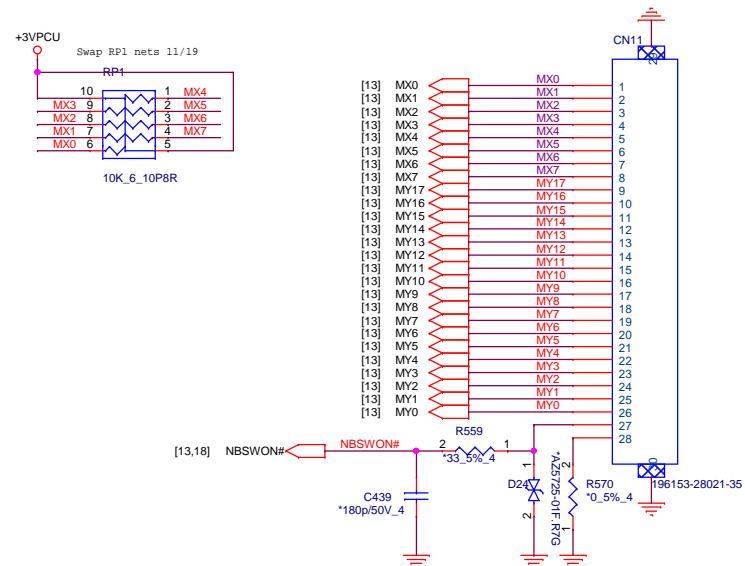 +3VPCU
Swap RP1 nets 11/19
RP1
10 1 MX4
MX3 9 2 MX5
MX2 8 3 MX6
MX1 7 4 MX7
MX0 6 5
10K_6_10P8R
CN11
29
[13] MX0 MX0 1
[13] MX1 MX1 2
[13] MX2 MX2 3
[13] MX3 MX3 4
[13] MX4 MX4 5
[13] MX5 MX5 6
[13] MX6 MX6 7
[13] MX7 MX7 8
[13] MY17 MY17 9
[13] MY16 MY16 10
[13] MY15 MY15 11
[13] MY14 MY14 12
[13] MY13 MY13 13
[13] MY12 MY12 14
[13] MY11 MY11 15
[13] MY10 MY10 16
[13] MY9 MY9 17
[13] MY8 MY8 18
[13] MY7 MY7 19
[13] MY6 MY6 20
[13] MY5 MY5 21
[13] MY4 MY4 22
[13] MY3 MY3 23
[13] MY2 MY2 24
[13] MY1 MY1 25
[13] MY0 MY0 26
27
28
30
196153-28021-35
[13,18] NBSWON# NBSWON#
R559
2 1
*33_5%_4
C439
*180p/50V_4
1
D24
2
*AZ5725-01F.R7G
2
R570
*0_5%_4
1